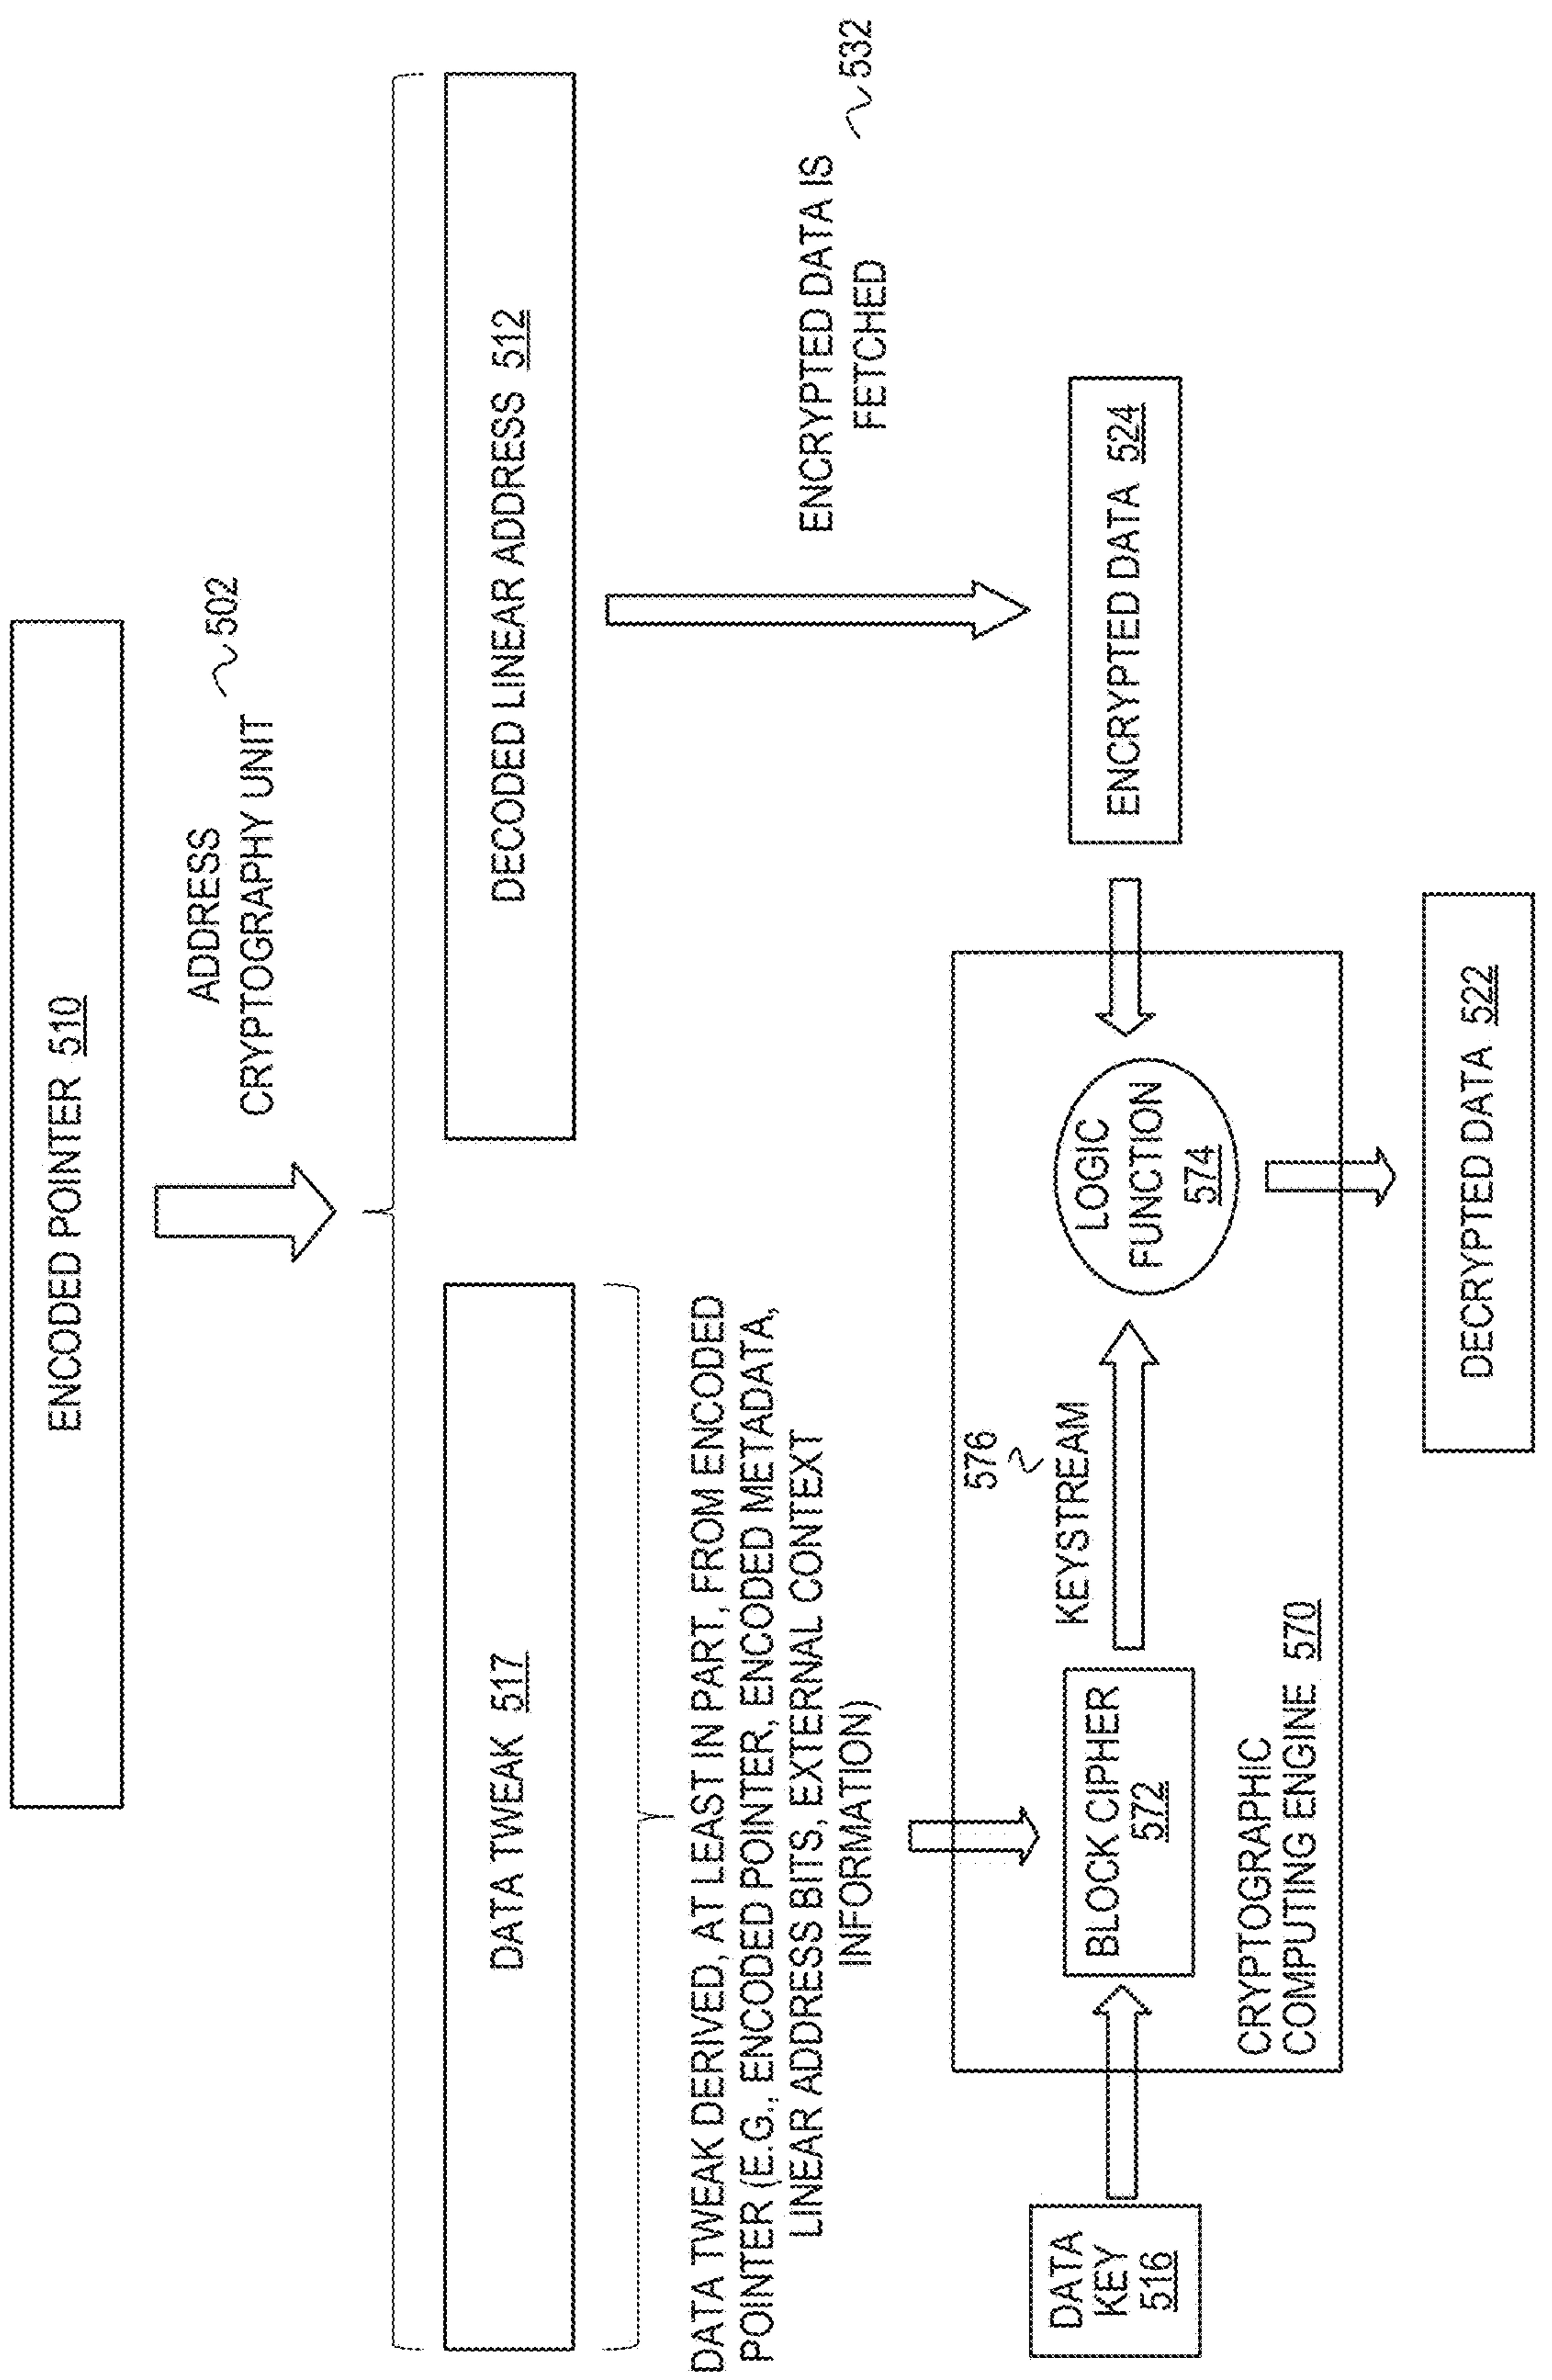 ENCODED POINTER 510
ADDRESS
CRYPTOGRAPHY UNIT
502
DATA TWEAK 517
DECODED LINEAR ADDRESS 512
DATA TWEAK DERIVED, AT LEAST IN PART, FROM ENCODED
POINTER (E.G., ENCODED POINTER, ENCODED METADATA,
LINEAR ADDRESS BITS, EXTERNAL CONTEXT
INFORMATION)
ENCRYPTED DATA IS
FETCHED
532
DATA
KEY
516
BLOCK CIPHER
572
576
KEYSTREAM
LOGIC
FUNCTION
574
ENCRYPTED DATA 524
CRYPTOGRAPHIC
COMPUTING ENGINE 570
DECRYPTED DATA 522